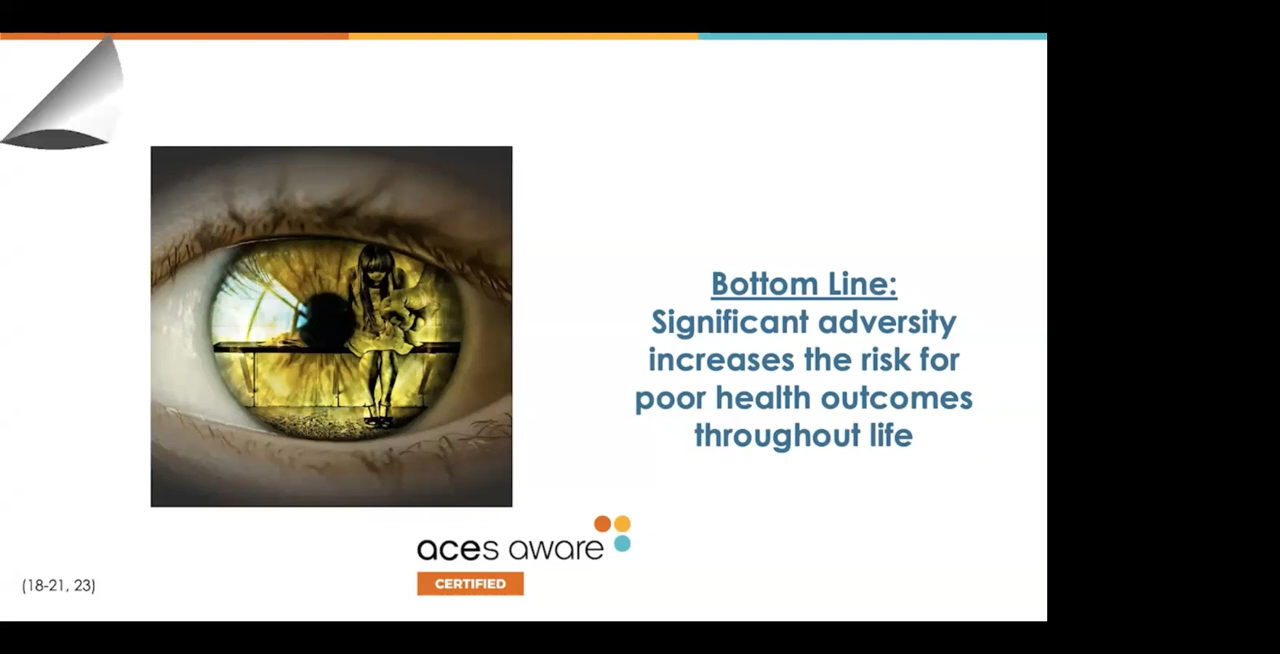 Bottom Line:
Significant adversity
increases the risk for
poor health outcomes
throughout life
aces aware
CERTIFIED
(18-21, 23)